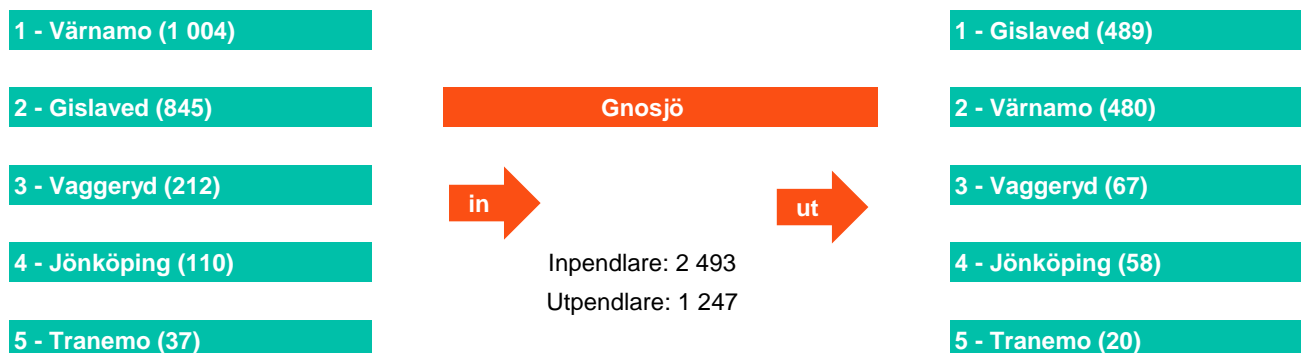 1 - Värnamo (1 004)
2 - Gislaved (845)
3 - Vaggeryd (212)
4 - Jönköping (110)
5 - Tranemo (37)
Gnosjö
in
ut
Inpendlare: 2 493
Utpendlare: 1 247
1 - Gislaved (489)
2 - Värnamo (480)
3 - Vaggeryd (67)
4 - Jönköping (58)
5 - Tranemo (20)